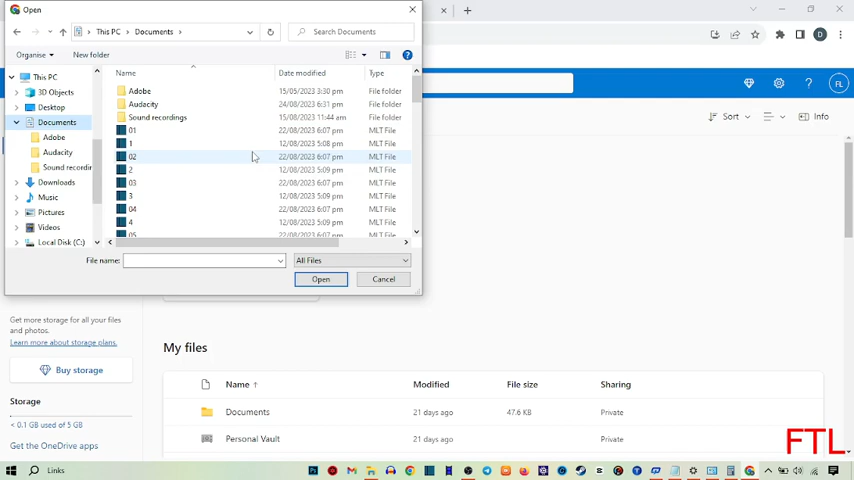 Open
This PC > Documents >
Search Documents
Organise
New folder
Name
Date modified
Type
This PC
3D Objects
Desktop
Documents
Adobe
Audacity
Sound recordin
Downloads
Music
Pictures
Videos
Local Disk (C:)
Adobe 15/05/2023 3:30 pm File folder
Audacity 24/08/2023 6:31 pm File folder
Sound recordings 15/08/2023 11:44 am File folder
01 22/08/2023 6:07 pm MLT File
1 12/08/2023 5:08 pm MLT File
02 22/08/2023 6:07 pm MLT File
2 12/08/2023 5:09 pm MLT File
03 22/08/2023 6:07 pm MLT File
3 12/08/2023 5:09 pm MLT File
04 22/08/2023 6:07 pm MLT File
4 12/08/2023 5:09 pm MLT File
05 22/08/2023 6:07 pm MLT File
File name:
All Files
Open
Cancel
D
FL
Sort
Info
Get more storage for all your files
and photos.
Learn more about storage plans.
Buy storage
Storage
< 0.1 GB used of 5 GB
Get the OneDrive apps
My files
Name ↑ Modified File size Sharing
Documents 21 days ago 47.6 KB Private
Personal Vault 21 days ago Private
FTL
Links